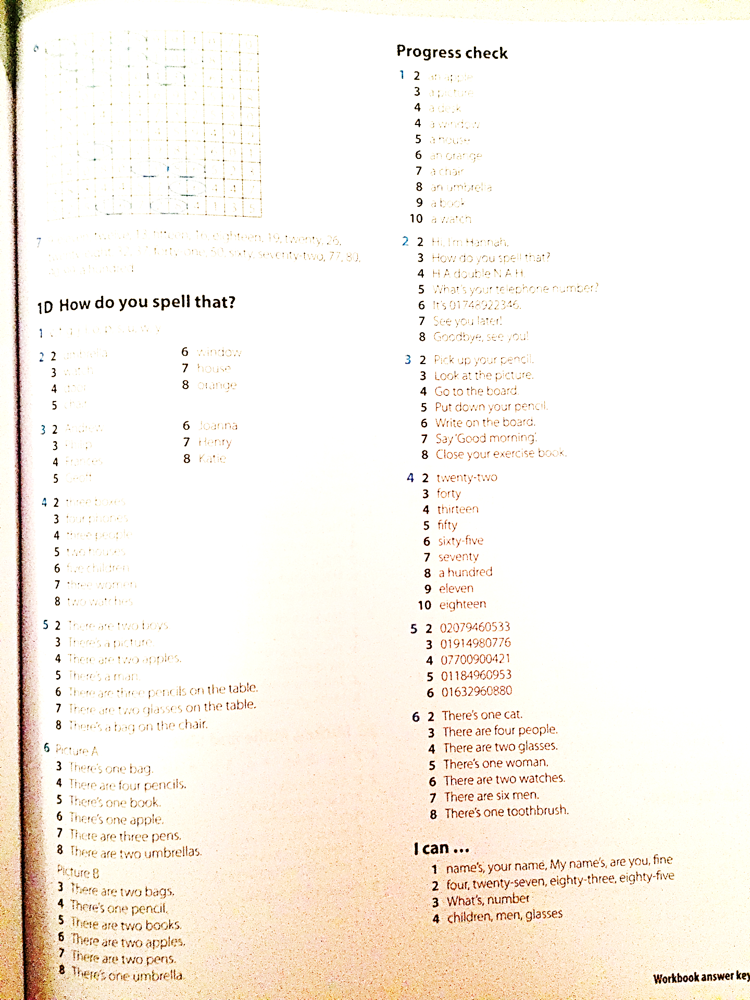 7 twelve, 13, fifteen, 16, eighteen, 19, twenty, 26,
forty-one, 50, sixty, seventy-two, 77, 80,
a hundred
1D How do you spell that?
1
2 2 umbrella
3 watch
4 door
5 chair
6 window
7 house
8 orange
3 2 Andrew
3 Philip
4 Frances
5 Geoff
6 Joanna
7 Henry
8 Katie
4 2 three boxes
3 four phones
4 three people
5 two houses
6 five children
7 three women
8 two watches
5 2 There are two boys.
3 There's a picture.
4 There are two apples.
5 There's a man.
6 There are three pencils on the table.
7 There are two glasses on the table.
8 There's a bag on the chair.
6 Picture A
3 There's one bag.
4 There are four pencils.
5 There's one book.
6 There's one apple.
7 There are three pens.
8 There are two umbrellas.
Picture B
3 There are two bags.
4 There's one pencil.
5 There are two books.
6 There are two apples.
7 There are two pens.
8 There's one umbrella.
Progress check
1 2 an apple
3 a picture
4 a desk
4 a window
5 a house
6 an orange
7 a chair
8 an umbrella
9 a book
10 a watch
2 2 Hi, I'm Hannah.
3 How do you spell that?
4 H A double N A H.
5 What's your telephone number?
6 It's 01748922346.
7 See you later!
8 Goodbye, see you!
3 2 Pick up your pencil.
3 Look at the picture.
4 Go to the board.
5 Put down your pencil.
6 Write on the board.
7 Say 'Good morning'.
8 Close your exercise book.
4 2 twenty-two
3 forty
4 thirteen
5 fifty
6 sixty-five
7 seventy
8 a hundred
9 eleven
10 eighteen
5 2 02079460533
3 01914980776
4 07700900421
5 01184960953
6 01632960880
6 2 There's one cat.
3 There are four people.
4 There are two glasses.
5 There's one woman.
6 There are two watches.
7 There are six men.
8 There's one toothbrush.
I can ...
1 name's, your name, My name's, are you, fine
2 four, twenty-seven, eighty-three, eighty-five
3 What's, number
4 children, men, glasses
Workbook answer key